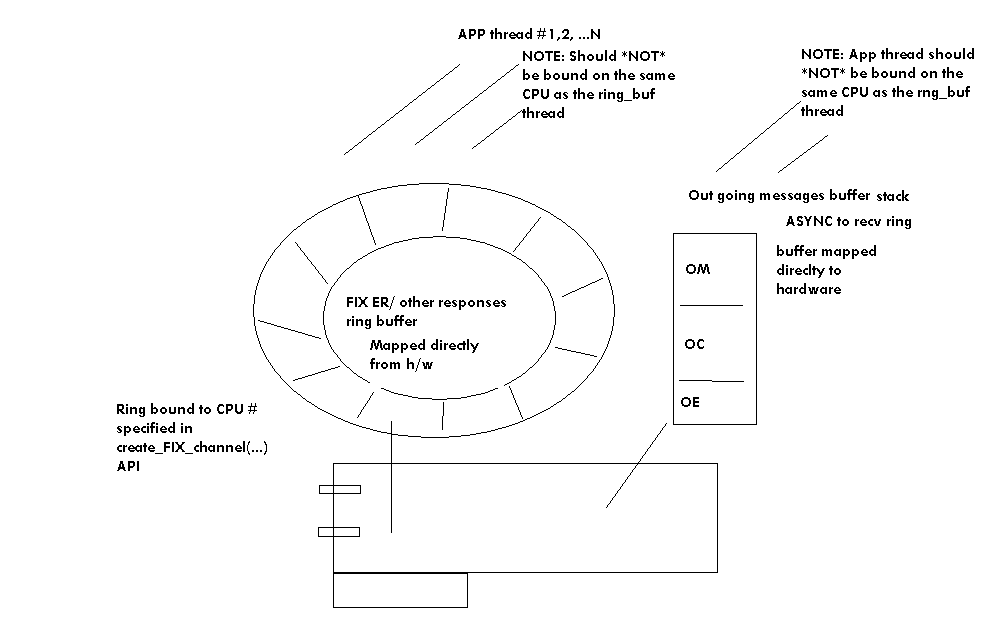 APP thread #1,2, ...N
NOTE: Should *NOT*
be bound on the same
CPU as the ring_buf
thread
NOTE: App thread should
*NOT* be bound on the
same CPU as the rng_buf
thread
Out going messages buffer stack
ASYNC to recv ring
buffer mapped
direclty to
hardware
OM
OC
OE
FIX ER/ other responses
ring buffer
Mapped directly
from h/w
Ring bound to CPU #
specified in
create_FIX_channel(...)
API